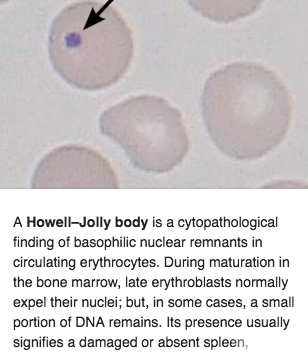 A Howell–Jolly body is a cytopathological
finding of basophilic nuclear remnants in
circulating erythrocytes. During maturation in
the bone marrow, late erythroblasts normally
expel their nuclei; but, in some cases, a small
portion of DNA remains. Its presence usually
signifies a damaged or absent spleen,